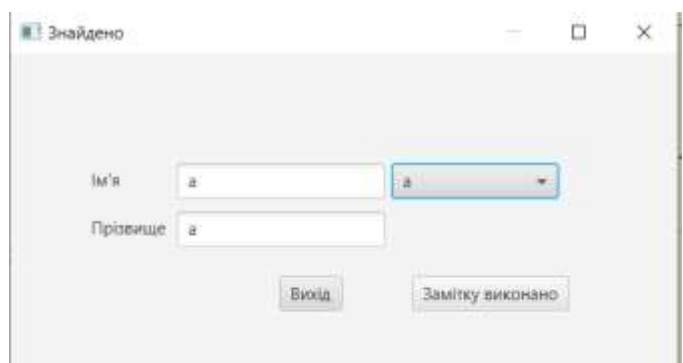 Знайдено
Ім'я а а
Прізвище а
Вихід Замітку виконано